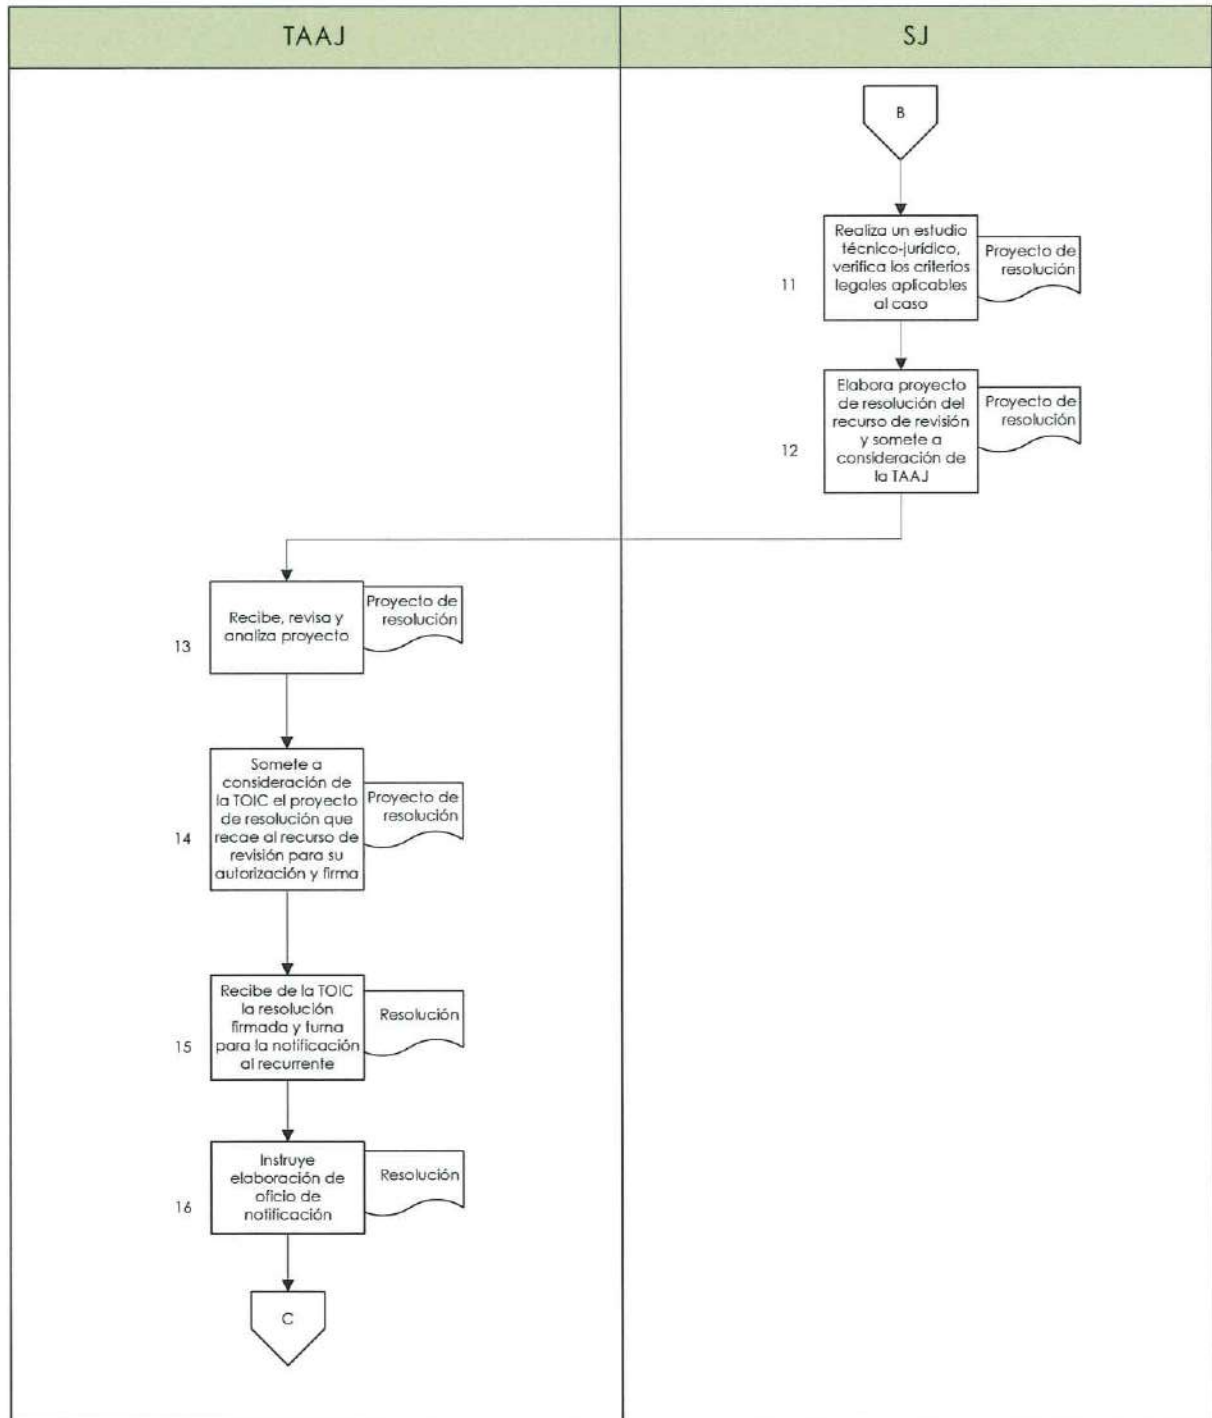 TAAJ
SJ
B
11
Realiza un estudio
técnico-jurídico,
verifica los criterios
legales aplicables
al caso
Proyecto de
resolución
12
Elabora proyecto
de resolución del
recurso de revisión
y somete a
consideración de
la TAAJ
Proyecto de
resolución
13
Recibe, revisa y
analiza proyecto
Proyecto de
resolución
14
Somete a
consideración de
la TOIC el proyecto
de resolución que
recae al recurso de
revisión para su
autorización y firma
Proyecto de
resolución
15
Recibe de la TOIC
la resolución
firmada y turna
para la notificación
al recurrente
Resolución
16
Instruye
elaboración de
oficio de
notificación
Resolución
C